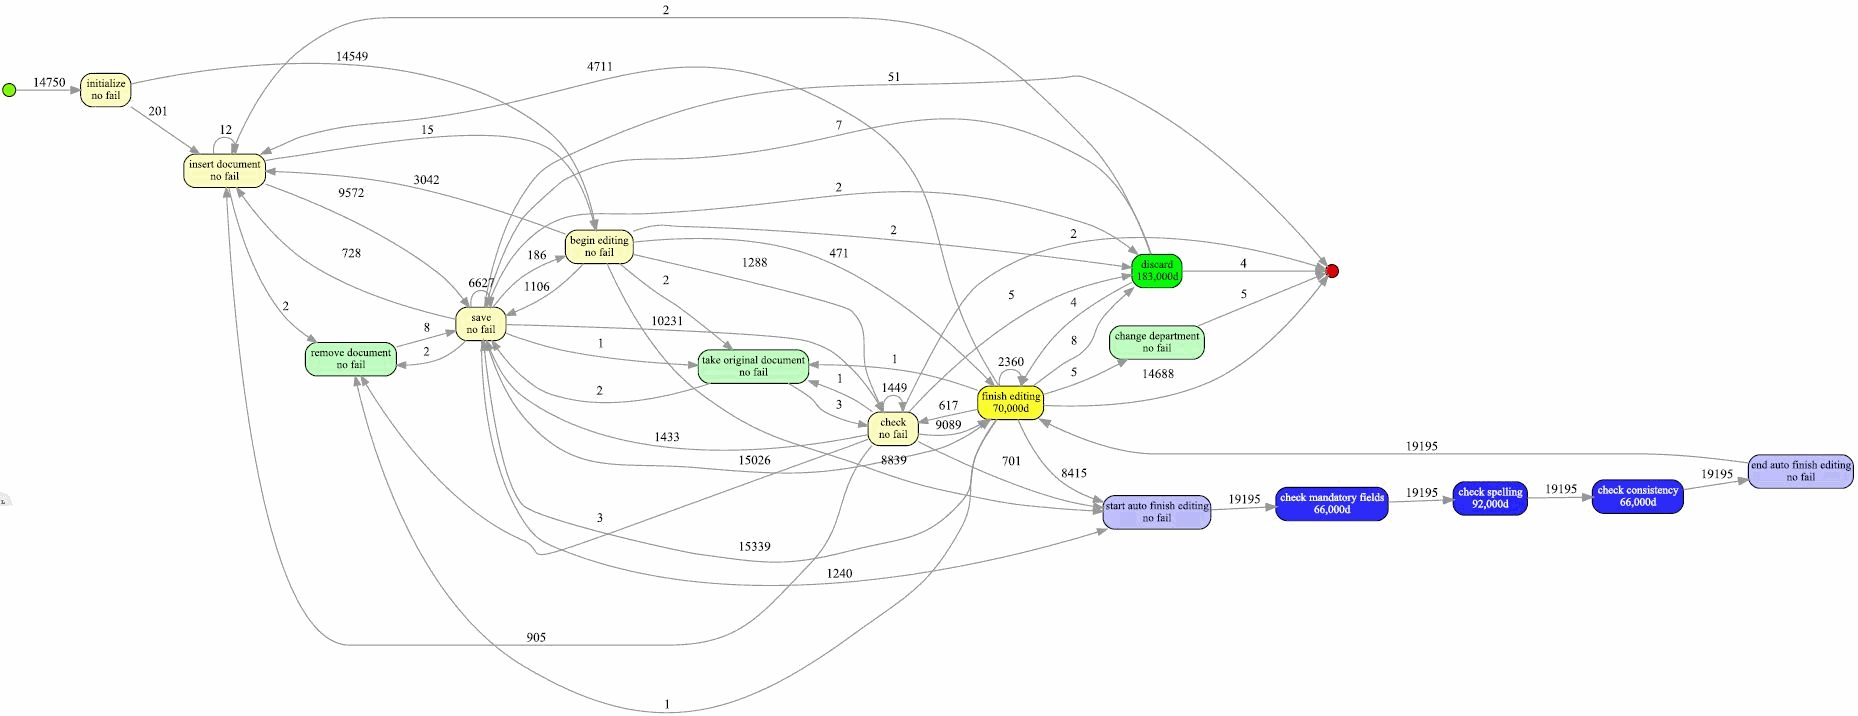 2
14549
4711
51
14750
initialize
no fail
201
12
15
7
insert document
no fail
3042
9572
2
728
186
begin editing
no fail
2
471
2
1288
4
discard
183,000d
6627
1106
2
5
4
5
2
save
no fail
10231
8
1
8
change department
no fail
remove document
no fail
2
take original document
no fail
1
2360
5
14688
1
2
3
1449
617
finish editing
70,000d
check
no fail
9089
1433
15026
8839
701
8415
19195
end auto finish editing
no fail
start auto finish editing
no fail
19195
check mandatory fields
66,000d
19195
check spelling
92,000d
19195
check consistency
66,000d
19195
3
15339
1240
905
1